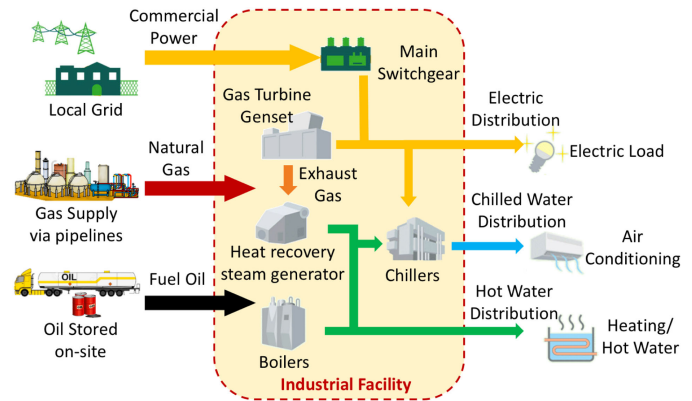 Commercial
Power
Main
Switchgear
Local Grid
Gas Turbine
Genset
Electric
Distribution
Electric Load
Natural
Gas
Exhaust
Gas
Gas Supply
via pipelines
Chilled Water
Distribution
Air
Conditioning
Heat recovery
steam generator
Chillers
OIL
Fuel Oil
Oil Stored
on-site
Boilers
Hot Water
Distribution
Heating/
Hot Water
Industrial Facility